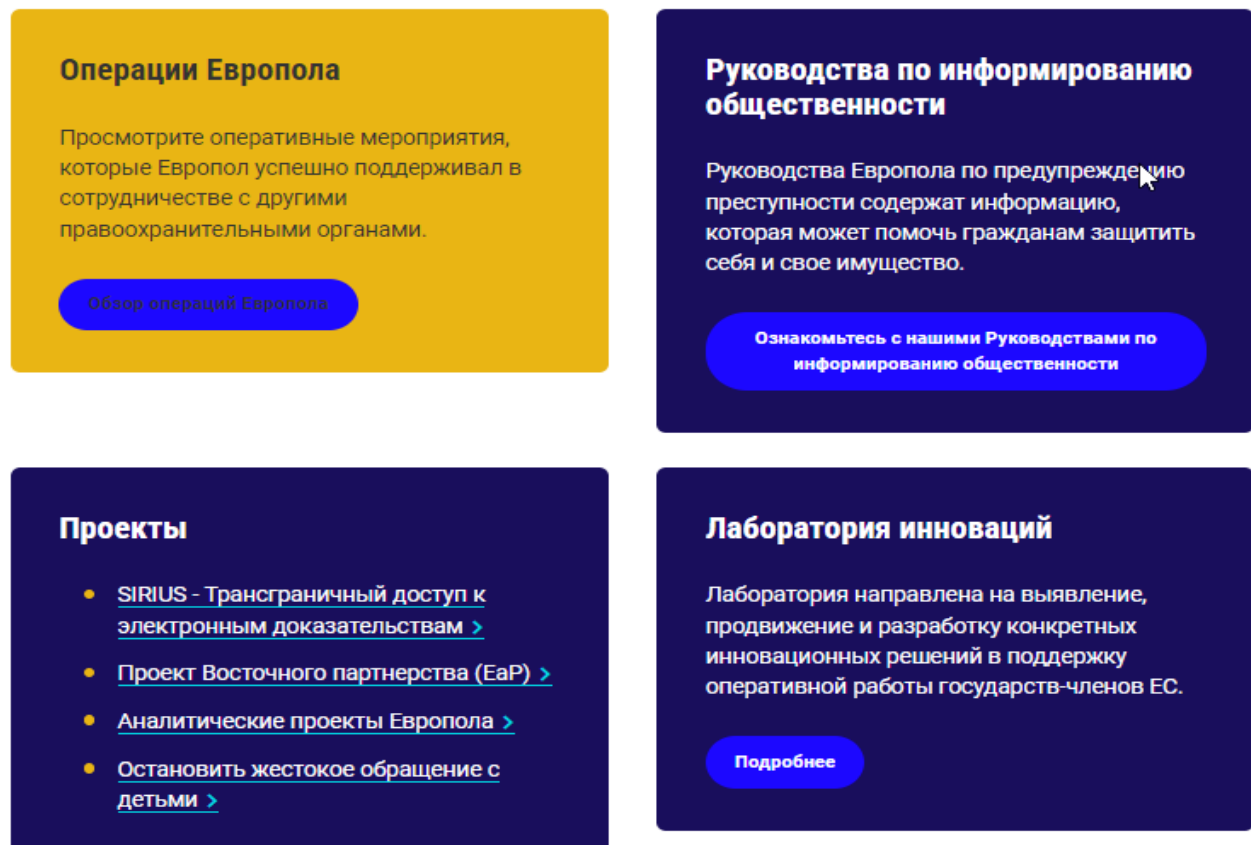 Операции Европола
Просмотрите оперативные мероприятия,
которые Европол успешно поддерживал в
сотрудничестве с другими
правоохранительными органами.
Обзор операций Европола
Руководства по информированию
общественности
Руководства Европола по предупреждению
преступности содержат информацию,
которая может помочь гражданам защитить
себя и свое имущество.
Ознакомьтесь с нашими Руководствами по
информированию общественности
Проекты
SIRIUS - Трансграничный доступ к
электронным доказательствам >
Проект Восточного партнерства (EaP) >
Аналитические проекты Европола >
Остановить жестокое обращение с
детьми >
Лаборатория инноваций
Лаборатория направлена на выявление,
продвижение и разработку конкретных
инновационных решений в поддержку
оперативной работы государств-членов ЕС.
Подробнее